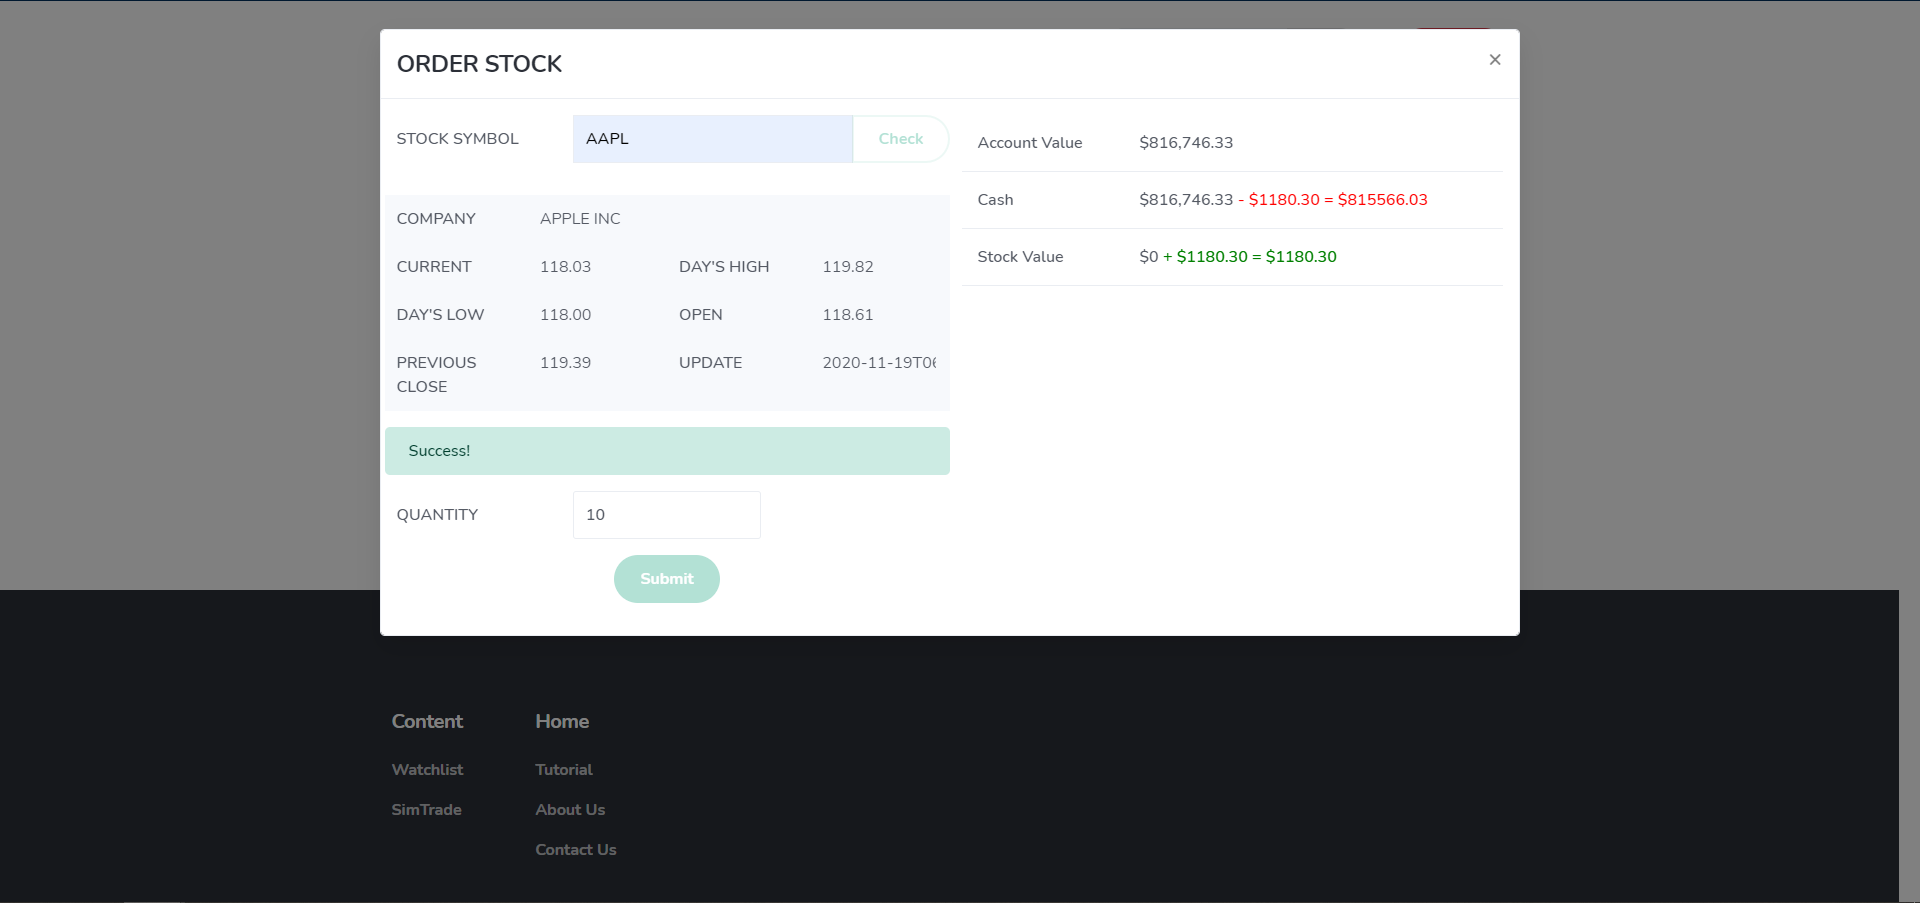 ORDER STOCK
×
STOCK SYMBOL AAPL Check
COMPANY APPLE INC
CURRENT 118.03 DAY'S HIGH 119.82
DAY'S LOW 118.00 OPEN 118.61
PREVIOUS CLOSE 119.39 UPDATE 2020-11-19T06
Success!
QUANTITY 10
Submit
Account Value $816,746.33
Cash $816,746.33 - $1180.30 = $815566.03
Stock Value $0 + $1180.30 = $1180.30
Content Home
Watchlist Tutorial
SimTrade About Us
Contact Us